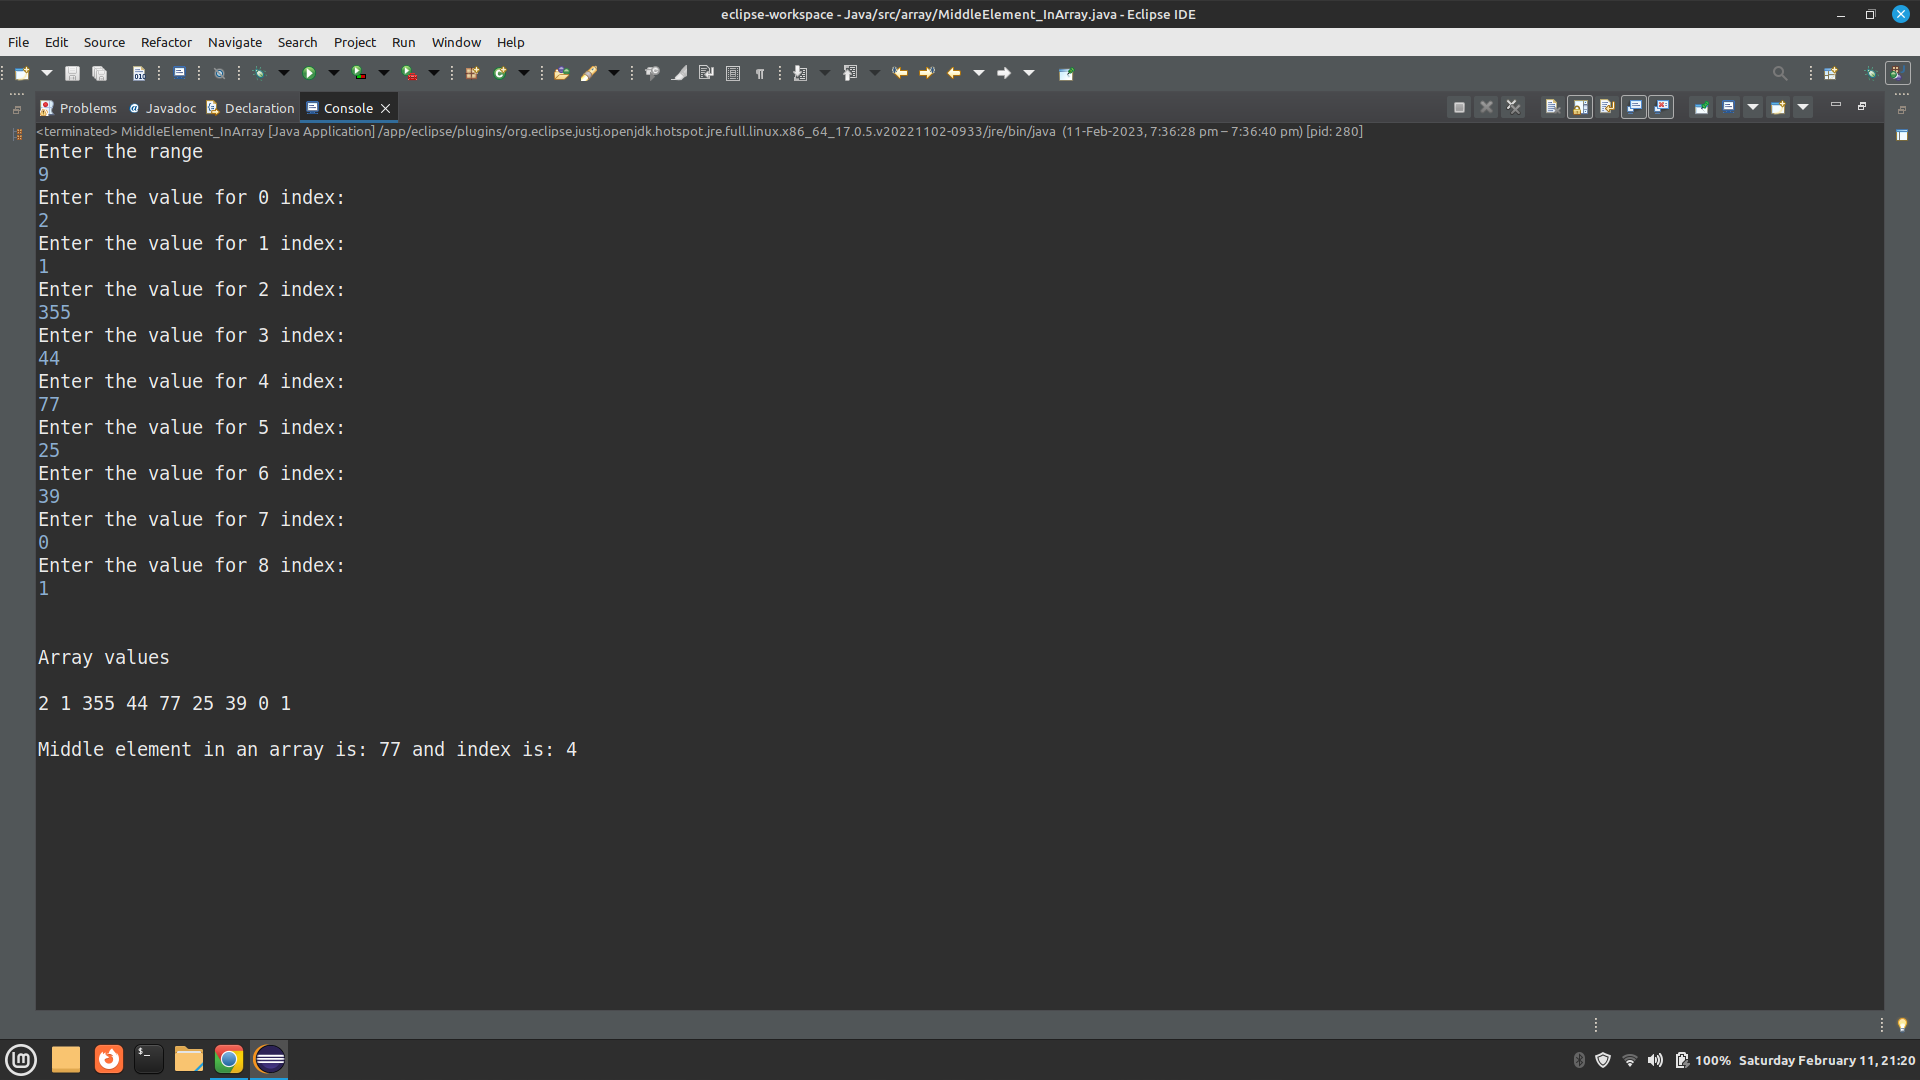 eclipse-workspace - Java/src/array/MiddleElement_InArray.java - Eclipse IDE
File Edit Source Refactor Navigate Search Project Run Window Help
Problems Javadoc Declaration Console
<terminated> MiddleElement_InArray [Java Application] /app/eclipse/plugins/org.eclipse.justj.openjdk.hotspot.jre.full.linux.x86_64_17.0.5.v20221102-0933/jre/bin/java (11-Feb-2023, 7:36:28 pm – 7:36:40 pm) [pid: 280]
Enter the range
9
Enter the value for 0 index:
2
Enter the value for 1 index:
1
Enter the value for 2 index:
355
Enter the value for 3 index:
44
Enter the value for 4 index:
77
Enter the value for 5 index:
25
Enter the value for 6 index:
39
Enter the value for 7 index:
0
Enter the value for 8 index:
1
Array values
2 1 355 44 77 25 39 0 1
Middle element in an array is: 77 and index is: 4
100% Saturday February 11, 21:20